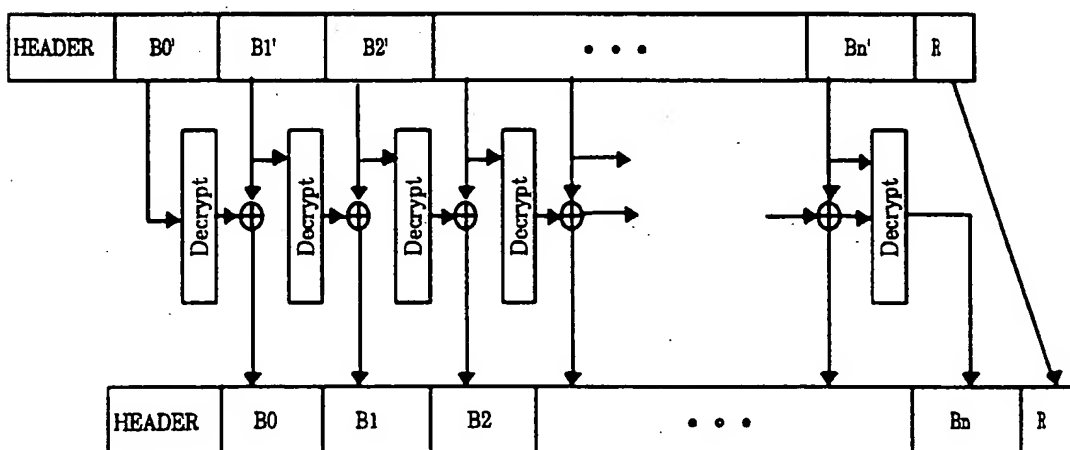 HEADER B0' B1' B2' • • • Bn' R
Decrypt Decrypt Decrypt Decrypt Decrypt
HEADER B0 B1 B2 • • • Bn R